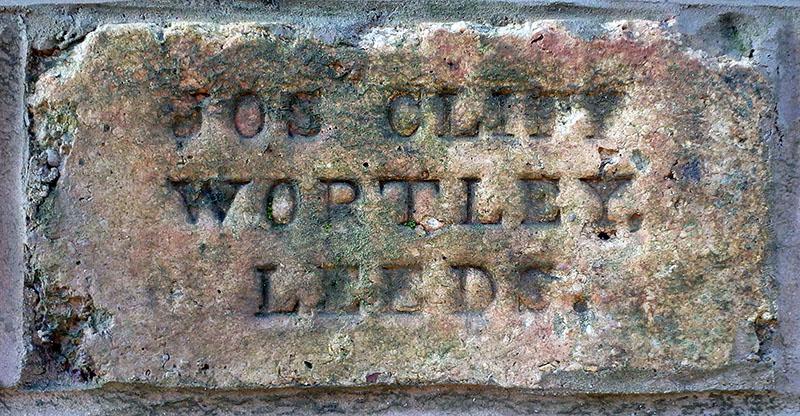 JOS CLIFF
WORTLEY,
LEEDS.